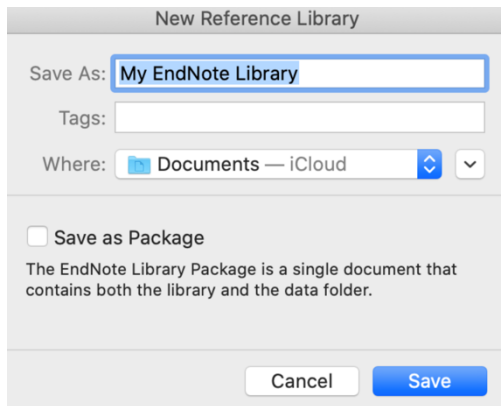 New Reference Library
Save As: My EndNote Library
Tags:
Where: Documents — iCloud
Save as Package
The EndNote Library Package is a single document that
contains both the library and the data folder.
Cancel Save